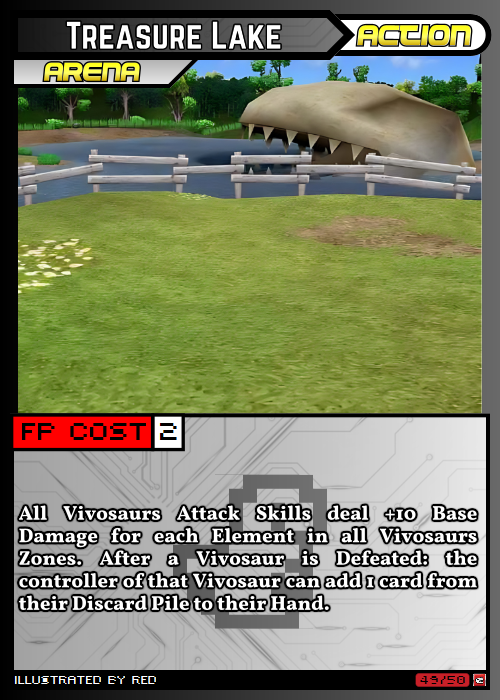 TREASURE LAKE
ACTION
ARENA
FP COST 2
All Vivosaurs Attack Skills deal +10 Base
Damage for each Element in all Vivosaurs
Zones. After a Vivosaur is Defeated: the
controller of that Vivosaur can add 1 card from
their Discard Pile to their Hand.
ILLUSTRATED BY RED
49/50